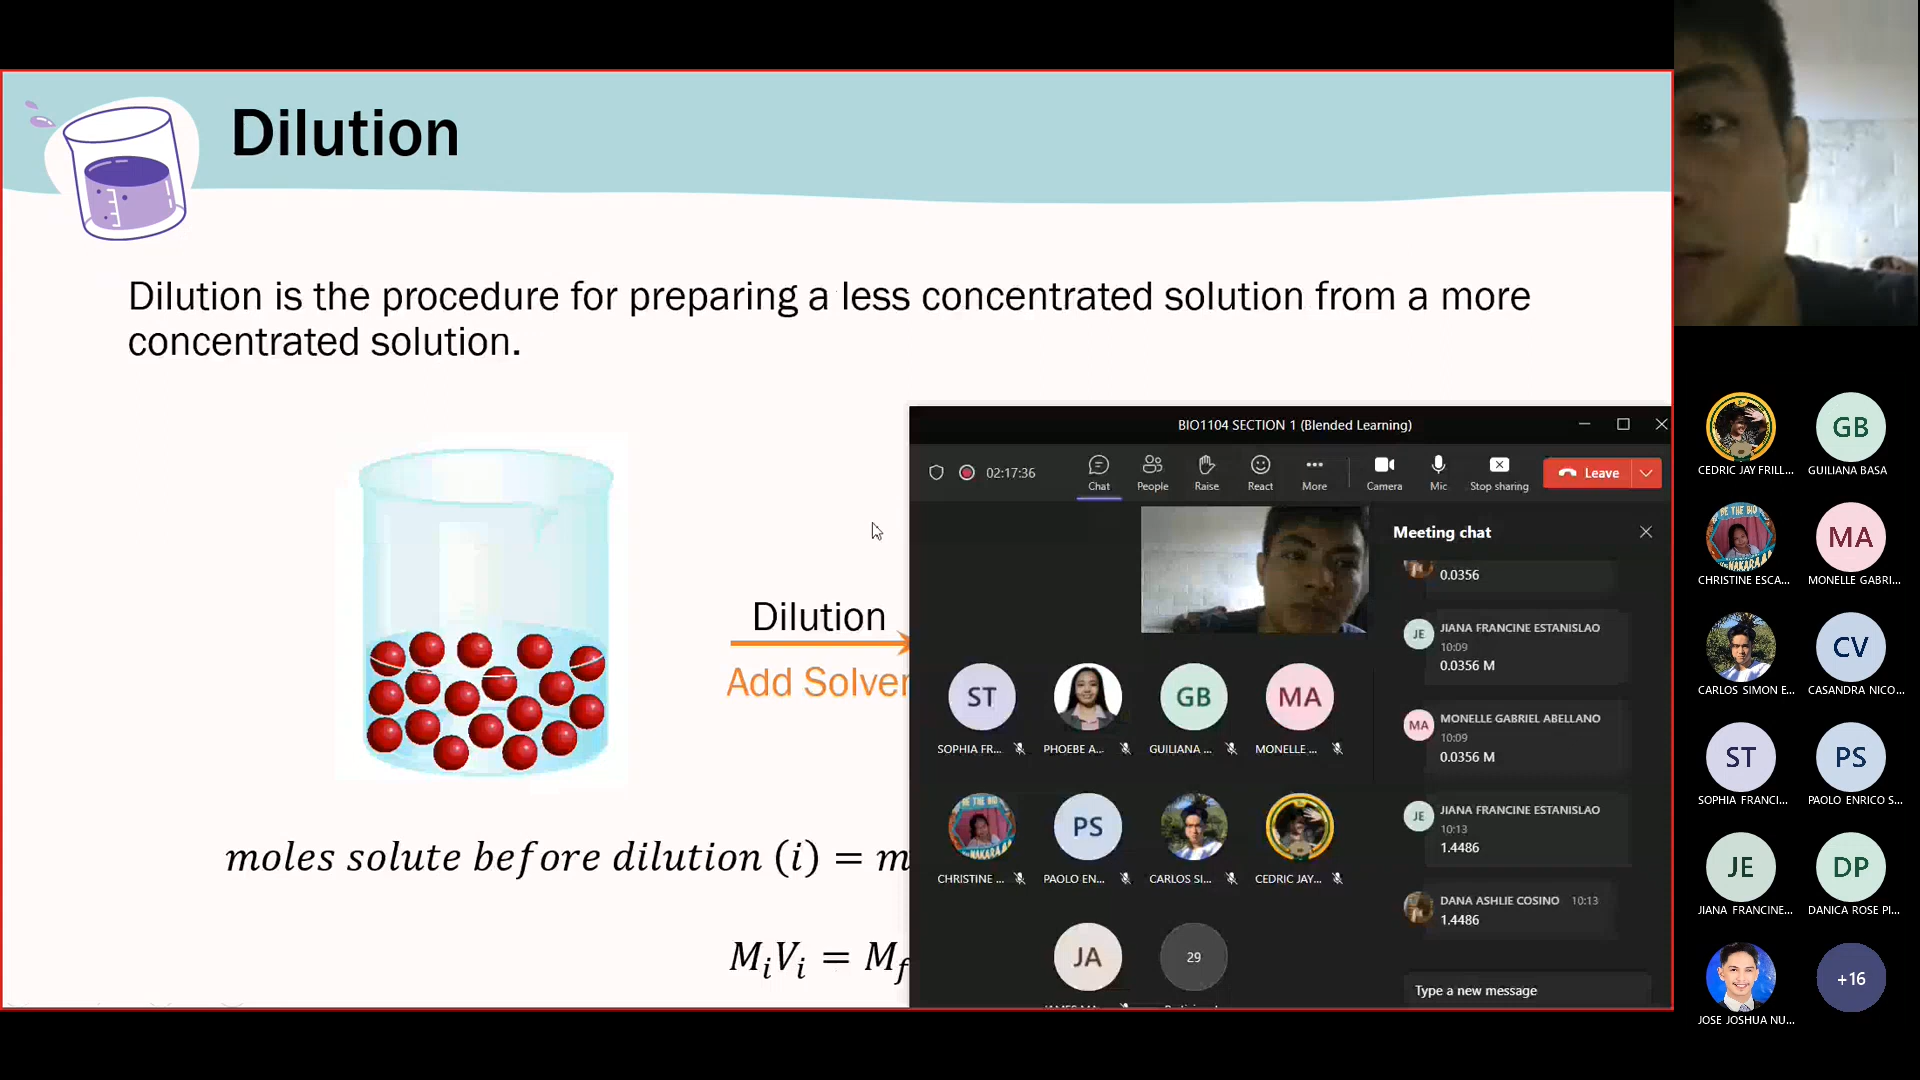 Dilution
Dilution is the procedure for preparing a less concentrated solution from a more
concentrated solution.
Dilution
Add Solven
moles solute before dilution (i) = m
MᵢVᵢ = M_f
BIO1104 SECTION 1 (Blended Learning)
02:17:36
Chat
People
Raise
React
More
Camera
Mic
Stop sharing
Leave
Meeting chat
0.0356
JE
JIANA FRANCINE ESTANISLAO
10:09
0.0356 M
MA
MONELLE GABRIEL ABELLANO
10:09
0.0356 M
JE
JIANA FRANCINE ESTANISLAO
10:13
1.4486
DANA ASHLIE COSINO 10:13
1.4486
Type a new message
ST
GB
MA
SOPHIA FR...
PHOEBE A...
GUILIANA ...
MONELLE ...
PS
CHRISTINE ...
PAOLO EN...
CARLOS SI...
CEDRIC JAY...
JA
29
GB
CEDRIC JAY FRILL...
GUILIANA BASA
MA
CHRISTINE ESCA...
MONELLE GABRI...
CV
CARLOS SIMON E...
CASANDRA NICO...
ST
PS
SOPHIA FRANCI...
PAOLO ENRICO S...
JE
DP
JIANA FRANCINE...
DANICA ROSE PI...
+16
JOSE JOSHUA NU...